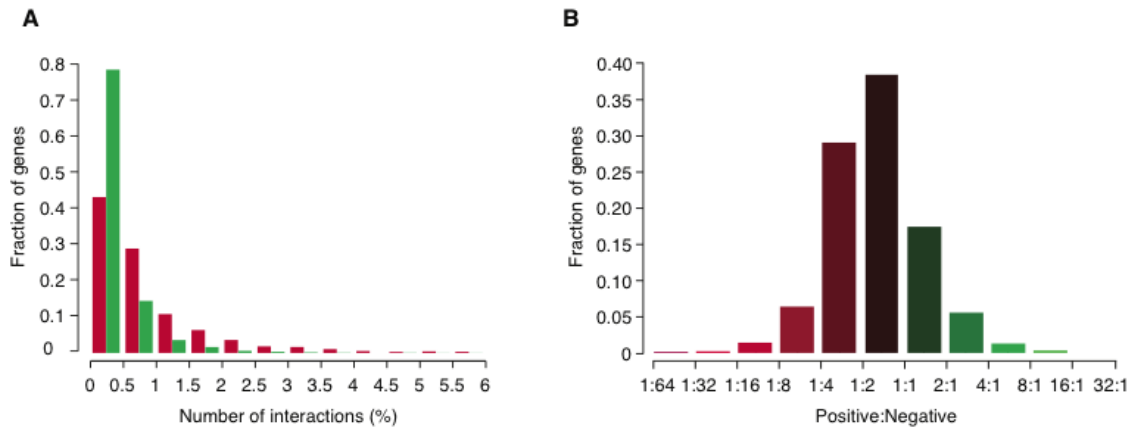 A
Fraction of genes
0.8
0.7
0.6
0.5
0.4
0.3
0.2
0.1
0
0 0.5 1 1.5 2 2.5 3 3.5 4 4.5 5 5.5 6
Number of interactions (%)
B
Fraction of genes
0.40
0.35
0.30
0.25
0.20
0.15
0.10
0.05
0
1:64 1:32 1:16 1:8 1:4 1:2 1:1 2:1 4:1 8:1 16:1 32:1
Positive:Negative